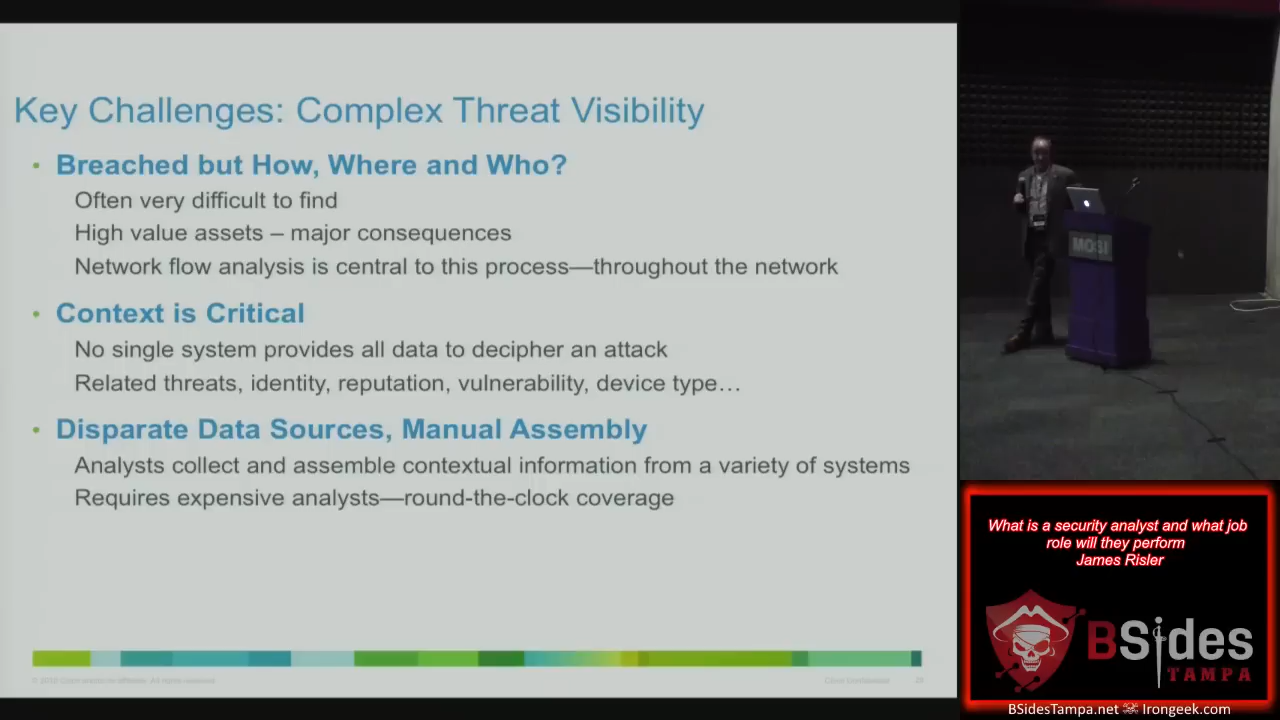 Key Challenges: Complex Threat Visibility
Breached but How, Where and Who?
Often very difficult to find
High value assets – major consequences
Network flow analysis is central to this process—throughout the network
Context is Critical
No single system provides all data to decipher an attack
Related threats, identity, reputation, vulnerability, device type…
Disparate Data Sources, Manual Assembly
Analysts collect and assemble contextual information from a variety of systems
Requires expensive analysts—round-the-clock coverage
MOSI
What is a security analyst and what job
role will they perform
James Risler
BSides
TAMPA
BSidesTampa.net Irongeek.com